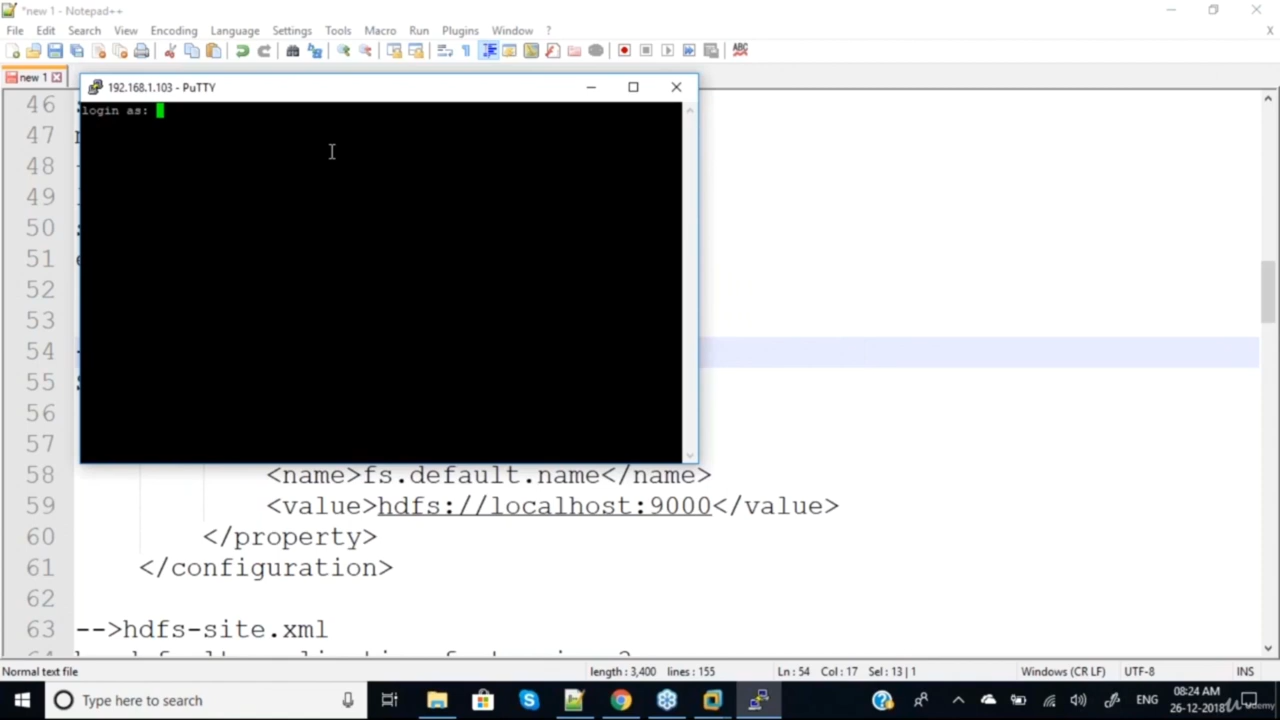 *new 1 - Notepad++
File Edit Search View Encoding Language Settings Tools Macro Run Plugins Window ?
X
new 1
192.168.1.103 - PuTTY
login as:
46
47
48
49
50
51
52
53
54
55
56
57
58 <name>fs.default.name</name>
59 <value>hdfs://localhost:9000</value>
60 </property>
61 </configuration>
62
63 -->hdfs-site.xml
Normal text file length : 3,400 lines : 155 Ln : 54 Col : 17 Sel : 13 | 1 Windows (CR LF) UTF-8 INS
Type here to search ENG 08:24 AM
26-12-2018
Udemy